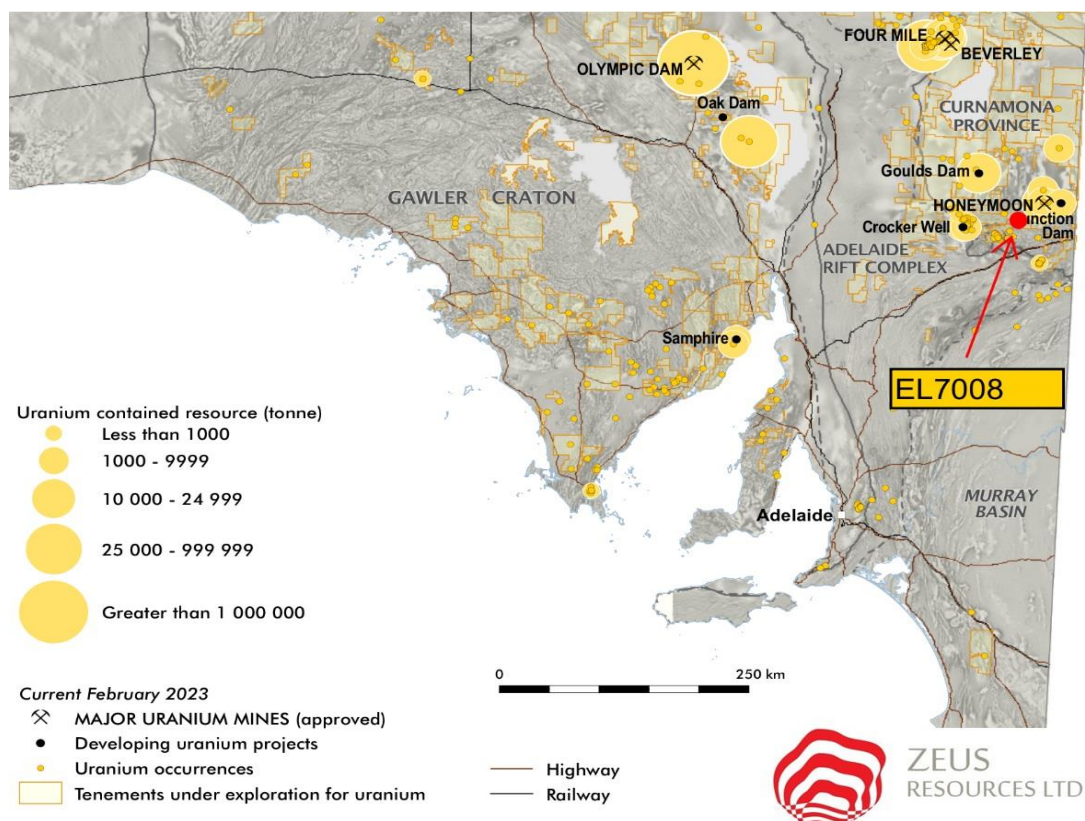 FOUR MILE
BEVERLEY
OLYMPIC DAM
Oak Dam
CURNAMONA
PROVINCE
Goulds Dam
GAWLER CRATON
HONEYMOON
Crocker Well
unction
Dam
ADELAIDE
RIFT COMPLEX
Samphire
EL7008
Uranium contained resource (tonne)
Less than 1000
1000 - 9999
10 000 - 24 999
25 000 - 999 999
Greater than 1 000 000
MURRAY
BASIN
Adelaide
0 250 km
Current February 2023
MAJOR URANIUM MINES (approved)
Developing uranium projects
Uranium occurrences
Tenements under exploration for uranium
Highway
Railway
ZEUS
RESOURCES LTD